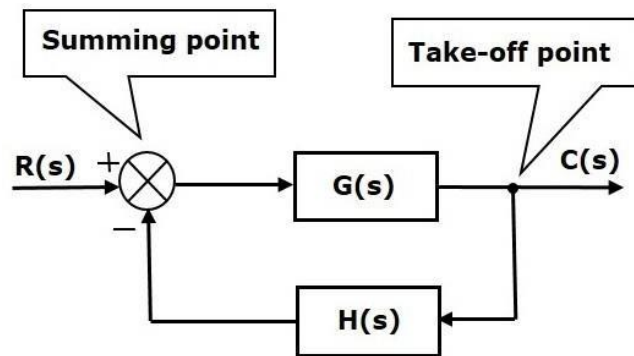 Summing point
Take-off point
R(s)
+
G(s)
C(s)
−
H(s)